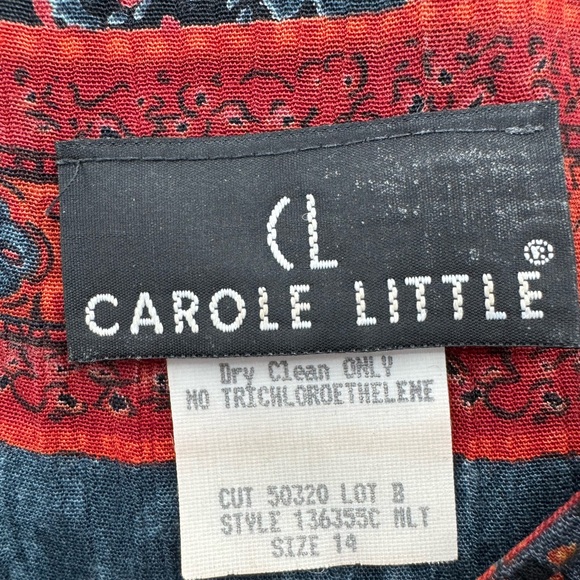 CL
CAROLE LITTLE®
Dry Clean ONLY
NO TRICHLOROETHELENE
CUT 50320 LOT B
STYLE 136355C MLT
SIZE 14